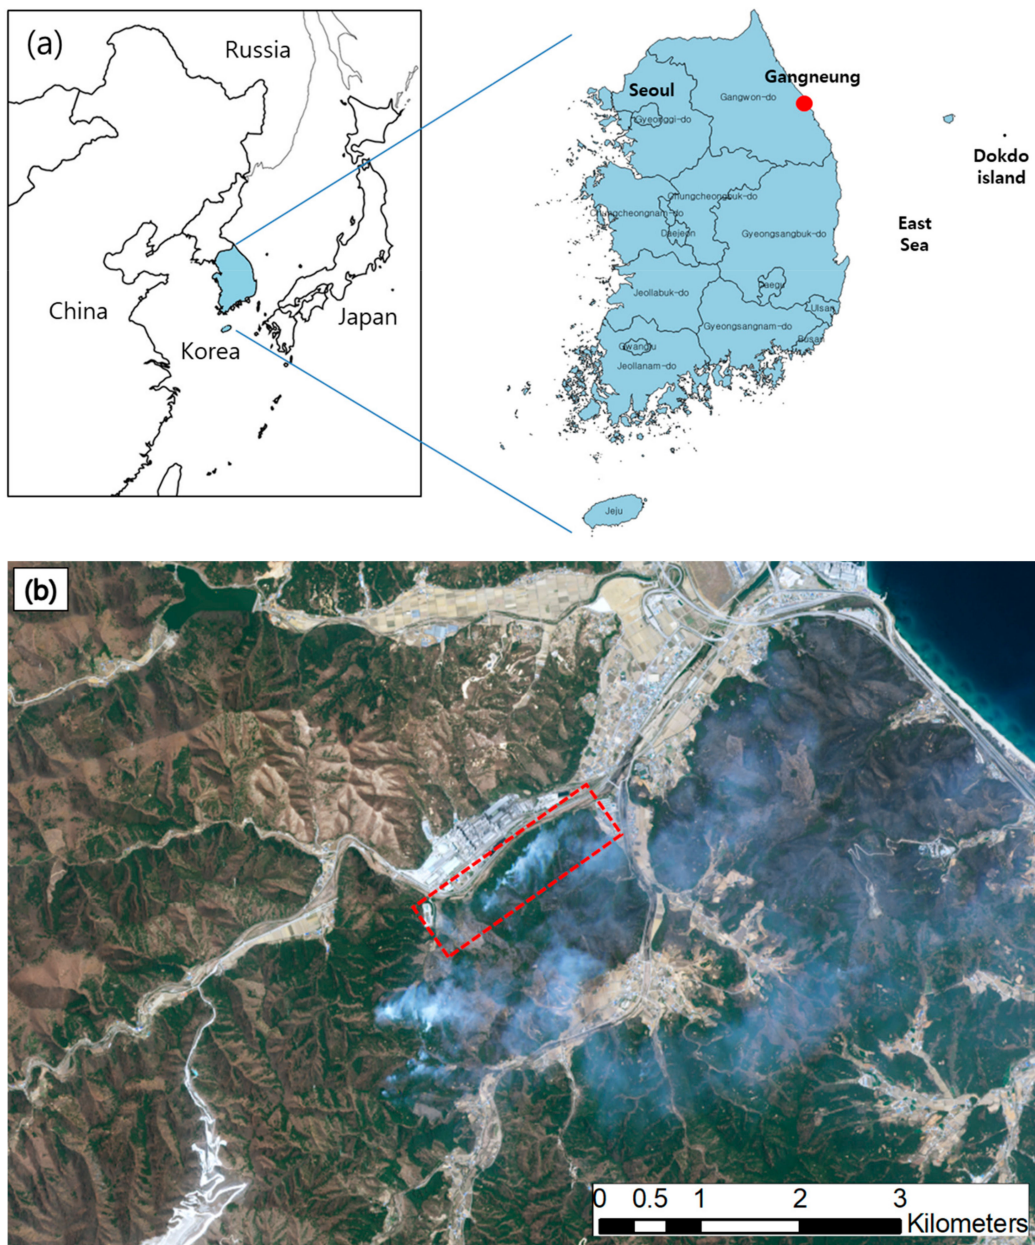 (a)
Russia
China
Korea
Japan
Seoul
Gyeonggi-do
Gangwon-do
Gangneung
Dokdo
island
East
Sea
Chungcheongbuk-do
Chungcheongnam-do
Daejeon
Gyeongsangbuk-do
Daegu
Jeollabuk-do
Ulsan
Gyeongsangnam-do
Busan
Gwangju
Jeollanam-do
Jeju
(b)
0 0.5 1 2 3
Kilometers